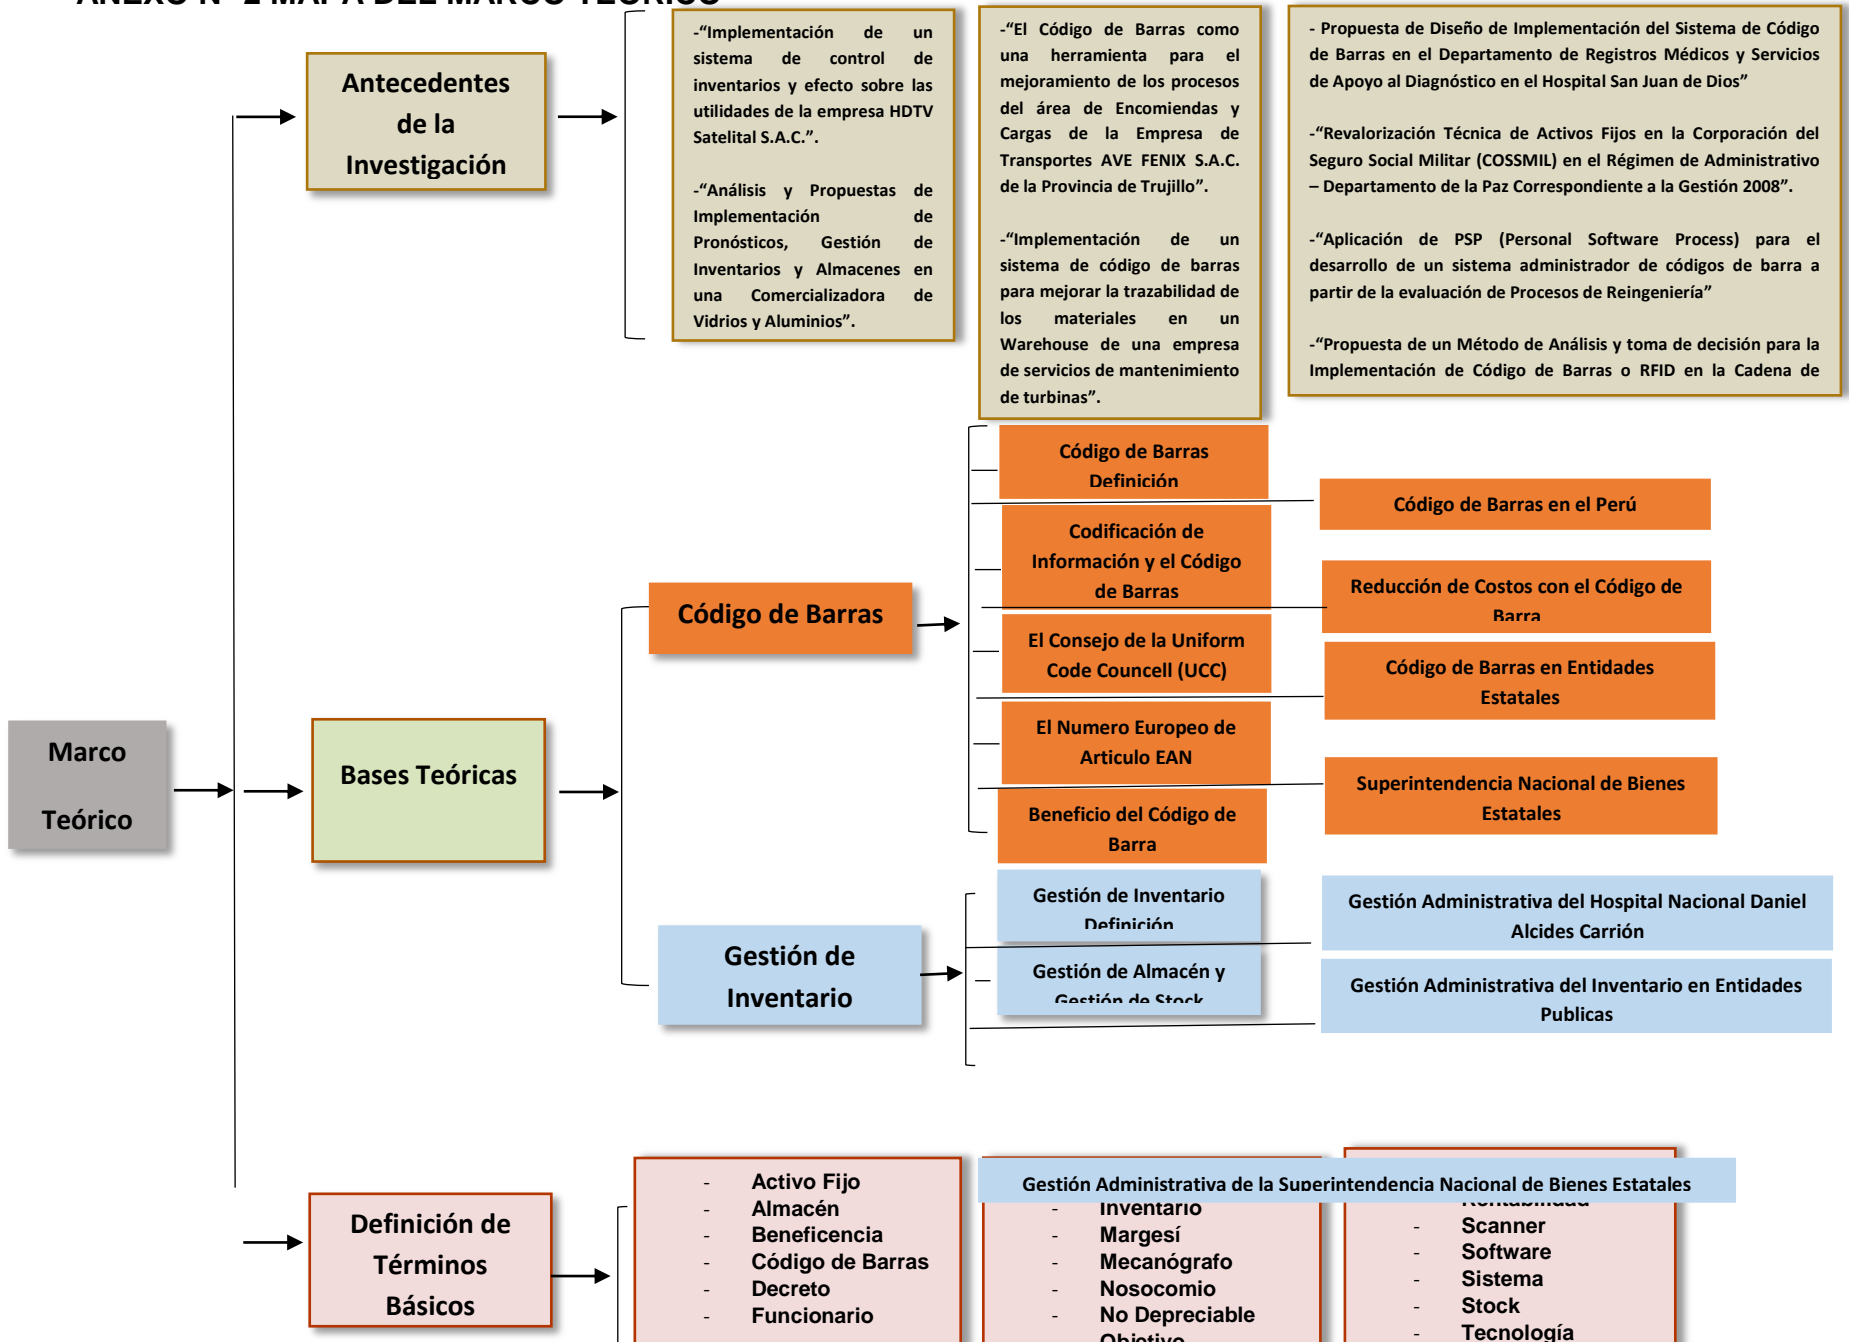 ANEXO N° 2 MAPA DEL MARCO TEÓRICO
Antecedentes
de la
Investigación
-“Implementación de un
sistema de control de
inventarios y efecto sobre las
utilidades de la empresa HDTV
Satelital S.A.C.”.
-“Análisis y Propuestas de
Implementación de
Pronósticos, Gestión de
Inventarios y Almacenes en
una Comercializadora de
Vidrios y Aluminios”.
-“El Código de Barras como
una herramienta para el
mejoramiento de los procesos
del área de Encomiendas y
Cargas de la Empresa de
Transportes AVE FENIX S.A.C.
de la Provincia de Trujillo”.
-“Implementación de un
sistema de código de barras
para mejorar la trazabilidad de
los materiales en un
Warehouse de una empresa
de servicios de mantenimiento
de turbinas”.
- Propuesta de Diseño de Implementación del Sistema de Código
de Barras en el Departamento de Registros Médicos y Servicios
de Apoyo al Diagnóstico en el Hospital San Juan de Dios”
-“Revalorización Técnica de Activos Fijos en la Corporación del
Seguro Social Militar (COSSMIL) en el Régimen de Administrativo
– Departamento de la Paz Correspondiente a la Gestión 2008”.
-“Aplicación de PSP (Personal Software Process) para el
desarrollo de un sistema administrador de códigos de barra a
partir de la evaluación de Procesos de Reingeniería”
-“Propuesta de un Método de Análisis y toma de decisión para la
Implementación de Código de Barras o RFID en la Cadena de
Marco
Teórico
Bases Teóricas
Código de Barras
Código de Barras
Definición
Codificación de
Información y el Código
de Barras
El Consejo de la Uniform
Code Councell (UCC)
El Numero Europeo de
Articulo EAN
Beneficio del Código de
Barra
Código de Barras en el Perú
Reducción de Costos con el Código de
Barra
Código de Barras en Entidades
Estatales
Superintendencia Nacional de Bienes
Estatales
Gestión de
Inventario
Gestión de Inventario
Definición
Gestión de Almacén y
Gestión de Stock
Gestión Administrativa del Hospital Nacional Daniel
Alcides Carrión
Gestión Administrativa del Inventario en Entidades
Publicas
Gestión Administrativa de la Superintendencia Nacional de Bienes Estatales
Definición de
Términos
Básicos
- Activo Fijo
- Almacén
- Beneficencia
- Código de Barras
- Decreto
- Funcionario
- Inventario
- Margesí
- Mecanógrafo
- Nosocomio
- No Depreciable
- Objetivo
Rentabilidad
- Scanner
- Software
- Sistema
- Stock
- Tecnología